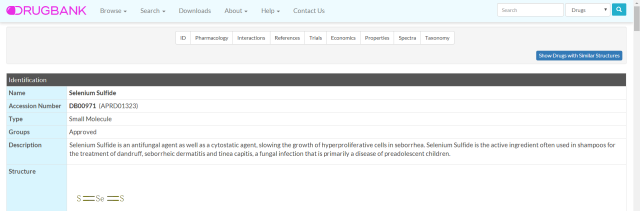 DRUGBANK Browse Search Downloads About Help Contact Us Search Drugs
ID Pharmacology Interactions References Trials Economics Properties Spectra Taxonomy
Show Drugs with Similar Structures
Identification
Name Selenium Sulfide
Accession Number DB00971 (APRD01323)
Type Small Molecule
Groups Approved
Description Selenium Sulfide is an antifungal agent as well as a cytostatic agent, slowing the growth of hyperproliferative cells in seborrhea. Selenium Sulfide is the active ingredient often used in shampoos for
the treatment of dandruff, seborrheic dermatitis and tinea capitis, a fungal infection that is primarily a disease of preadolescent children.
Structure
S Se S